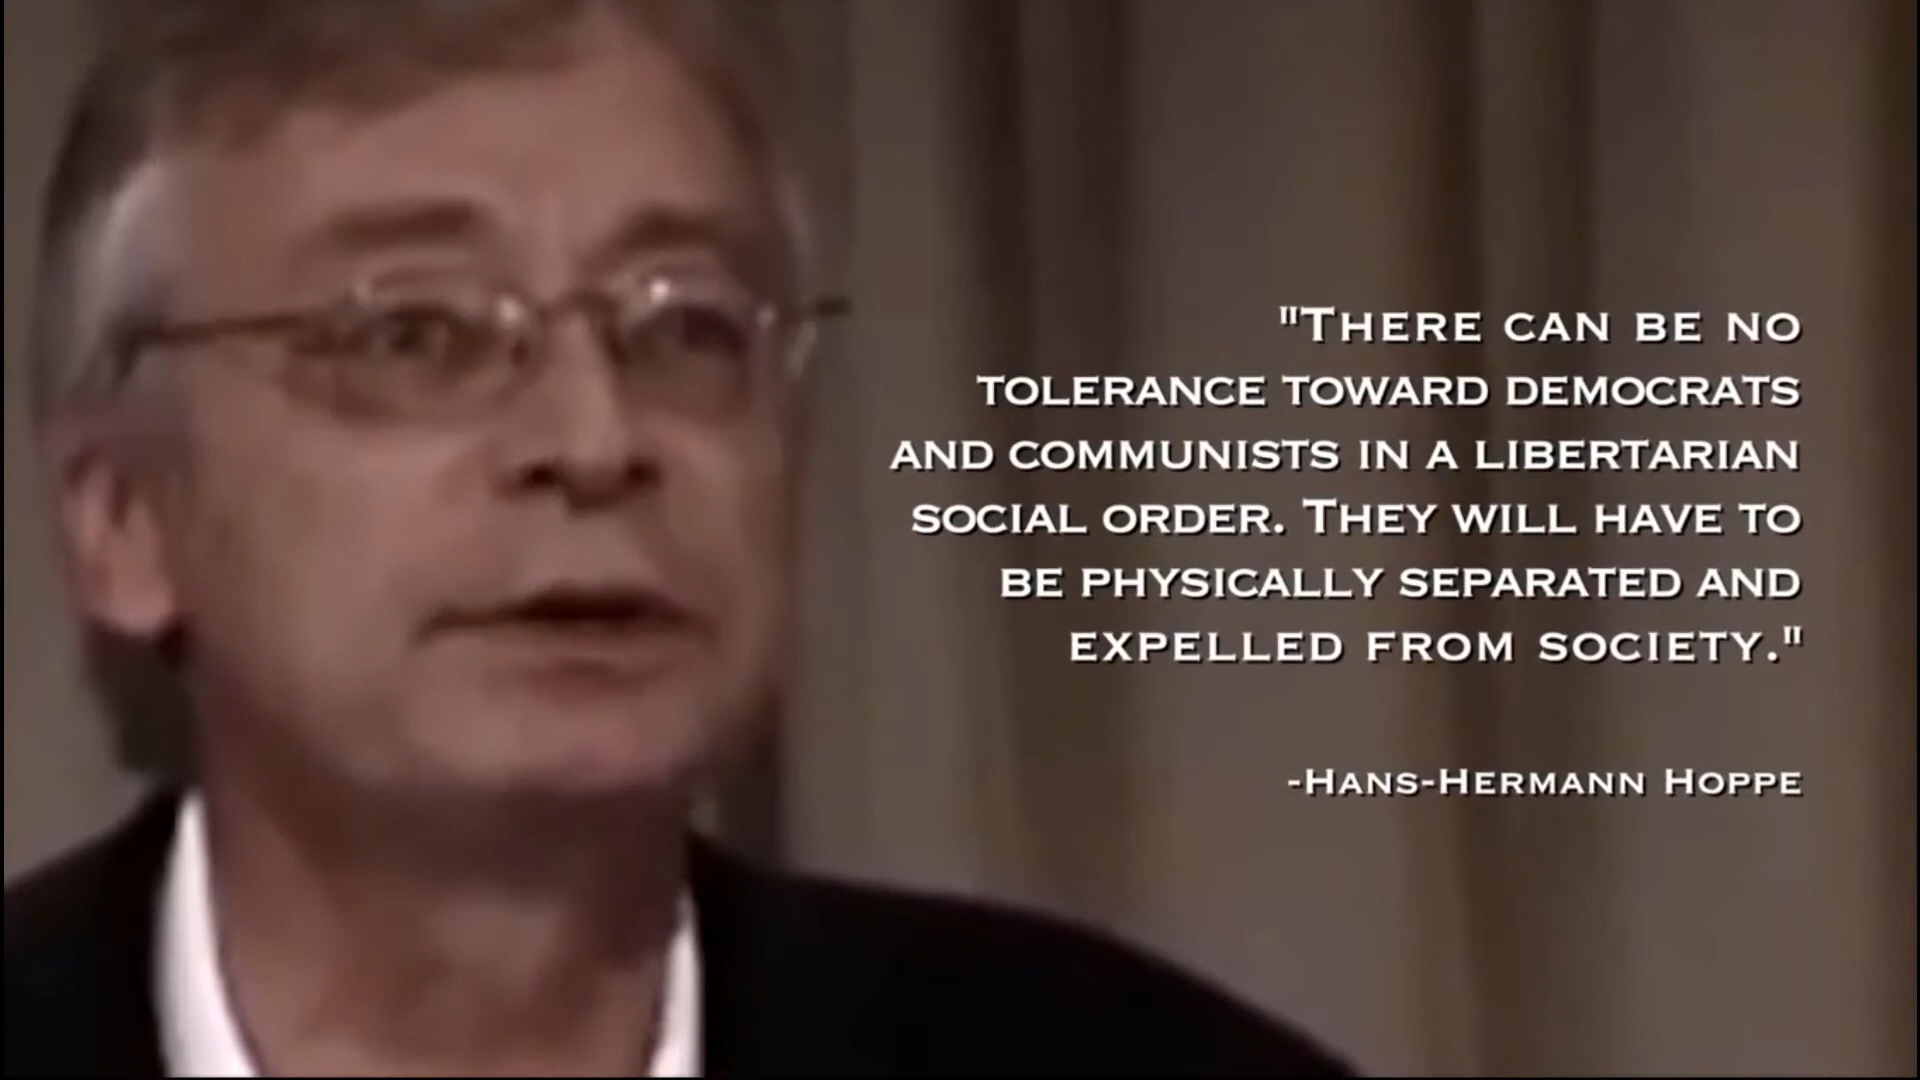 "There can be no
tolerance toward democrats
and communists in a libertarian
social order. They will have to
be physically separated and
expelled from society."
-Hans-Hermann Hoppe